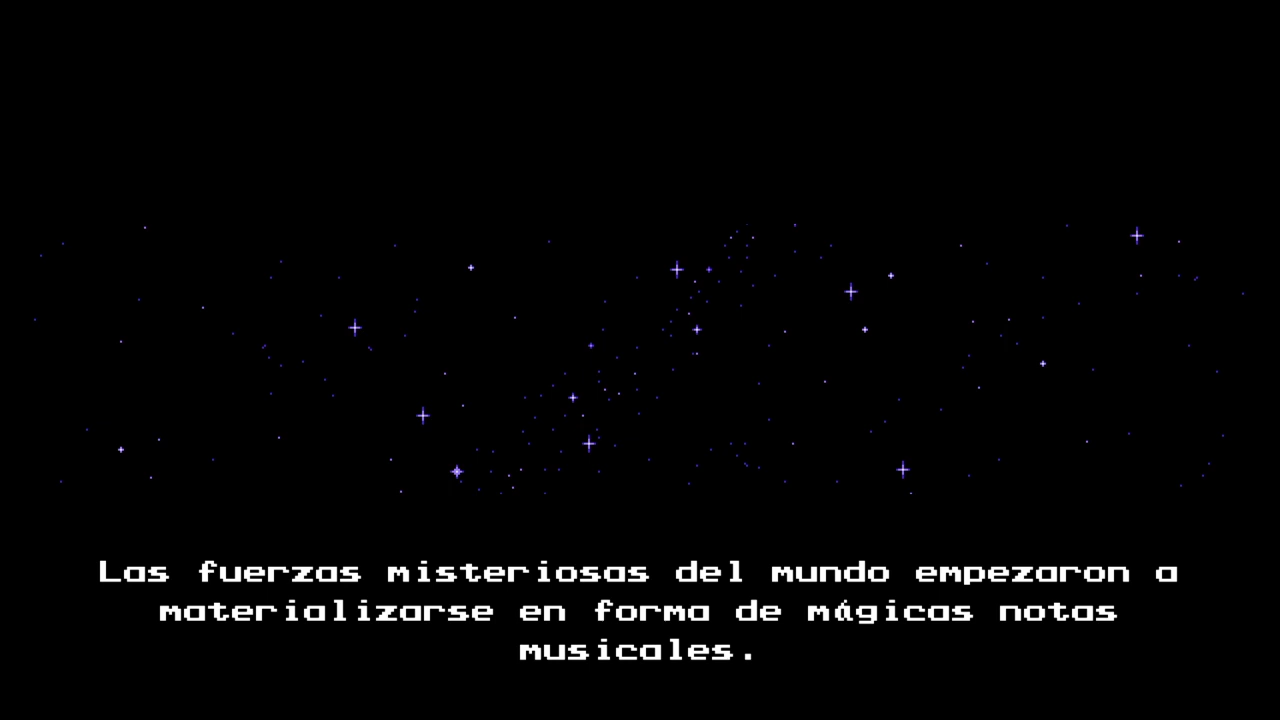 Las fuerzas misteriosas del mundo empezaron a
materializarse en forma de mágicas notas
musicales.